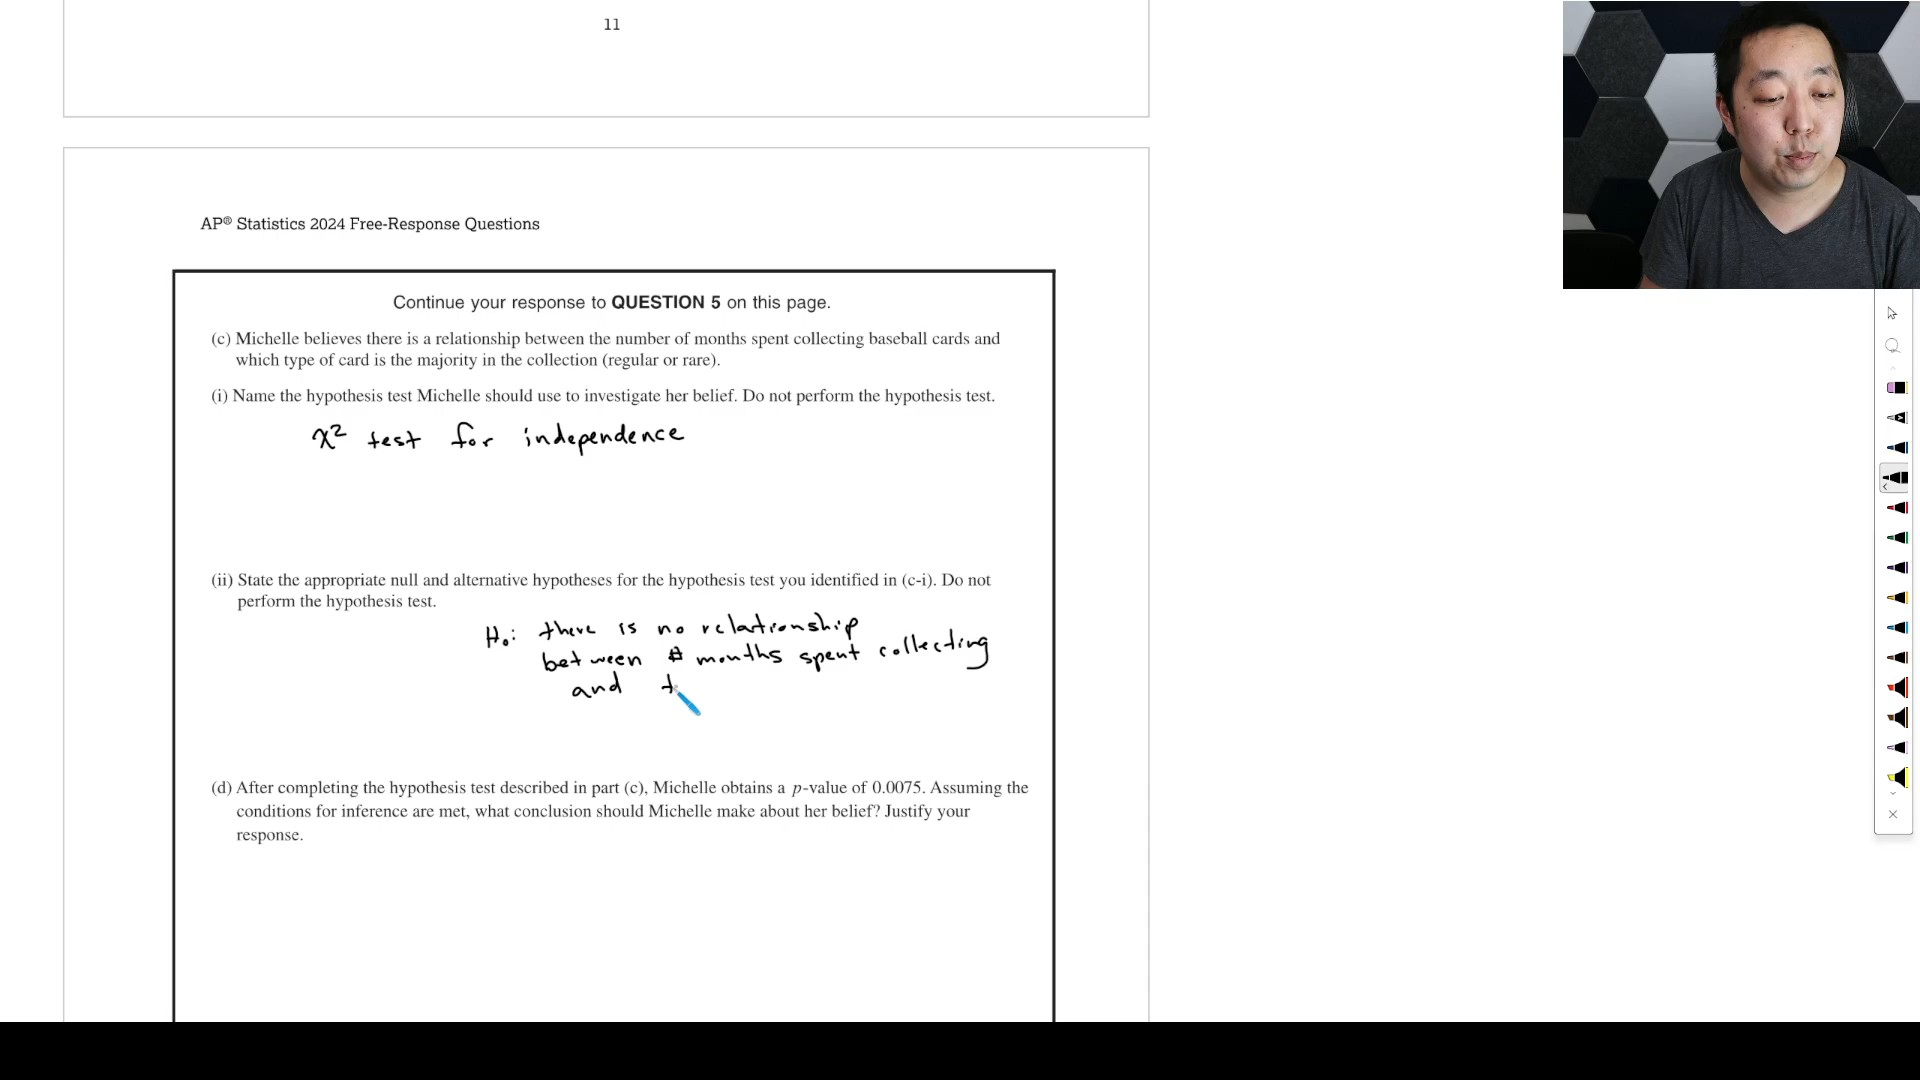 11
AP® Statistics 2024 Free-Response Questions
Continue your response to QUESTION 5 on this page.
(c) Michelle believes there is a relationship between the number of months spent collecting baseball cards and
which type of card is the majority in the collection (regular or rare).
(i) Name the hypothesis test Michelle should use to investigate her belief. Do not perform the hypothesis test.
χ² test for independence
(ii) State the appropriate null and alternative hypotheses for the hypothesis test you identified in (c-i). Do not
perform the hypothesis test.
H₀: there is no relationship
between # months spent collecting
and t
(d) After completing the hypothesis test described in part (c), Michelle obtains a p-value of 0.0075. Assuming the
conditions for inference are met, what conclusion should Michelle make about her belief? Justify your
response.